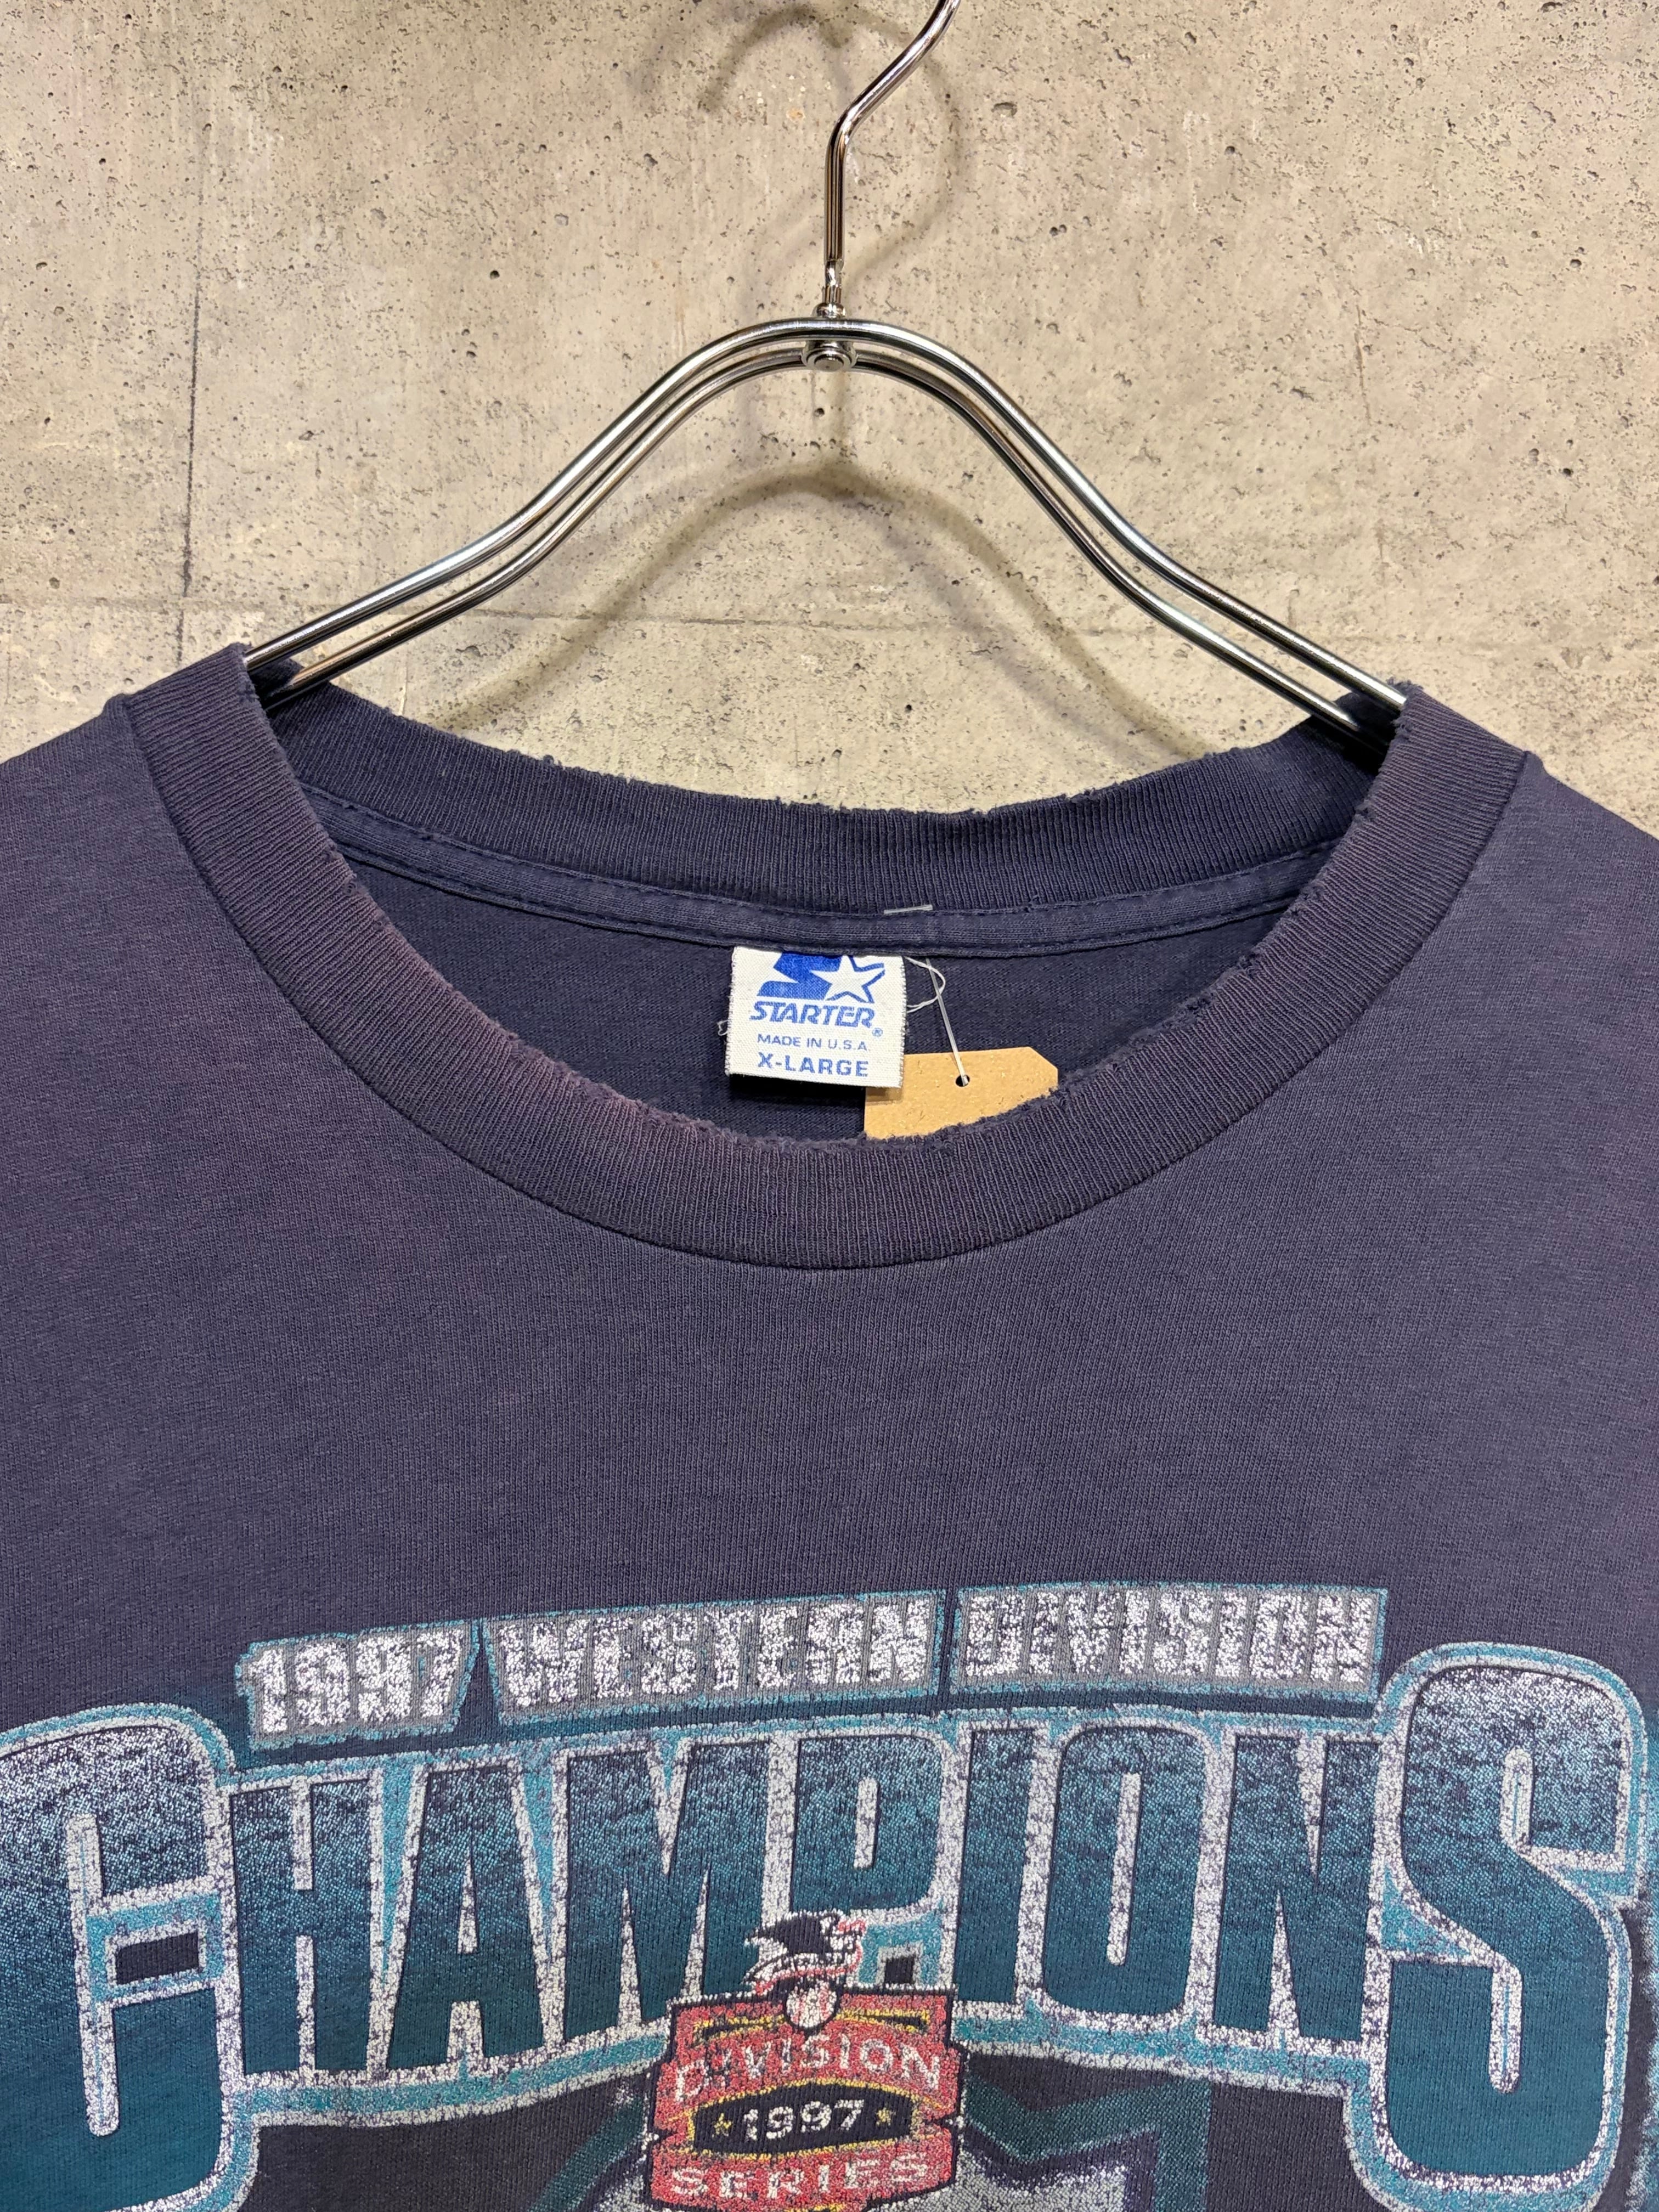 STARTER®
MADE IN U.S.A.
X-LARGE
1997 WESTERN DIVISION
CHAMPIONS
DIVISION
1997
SERIES